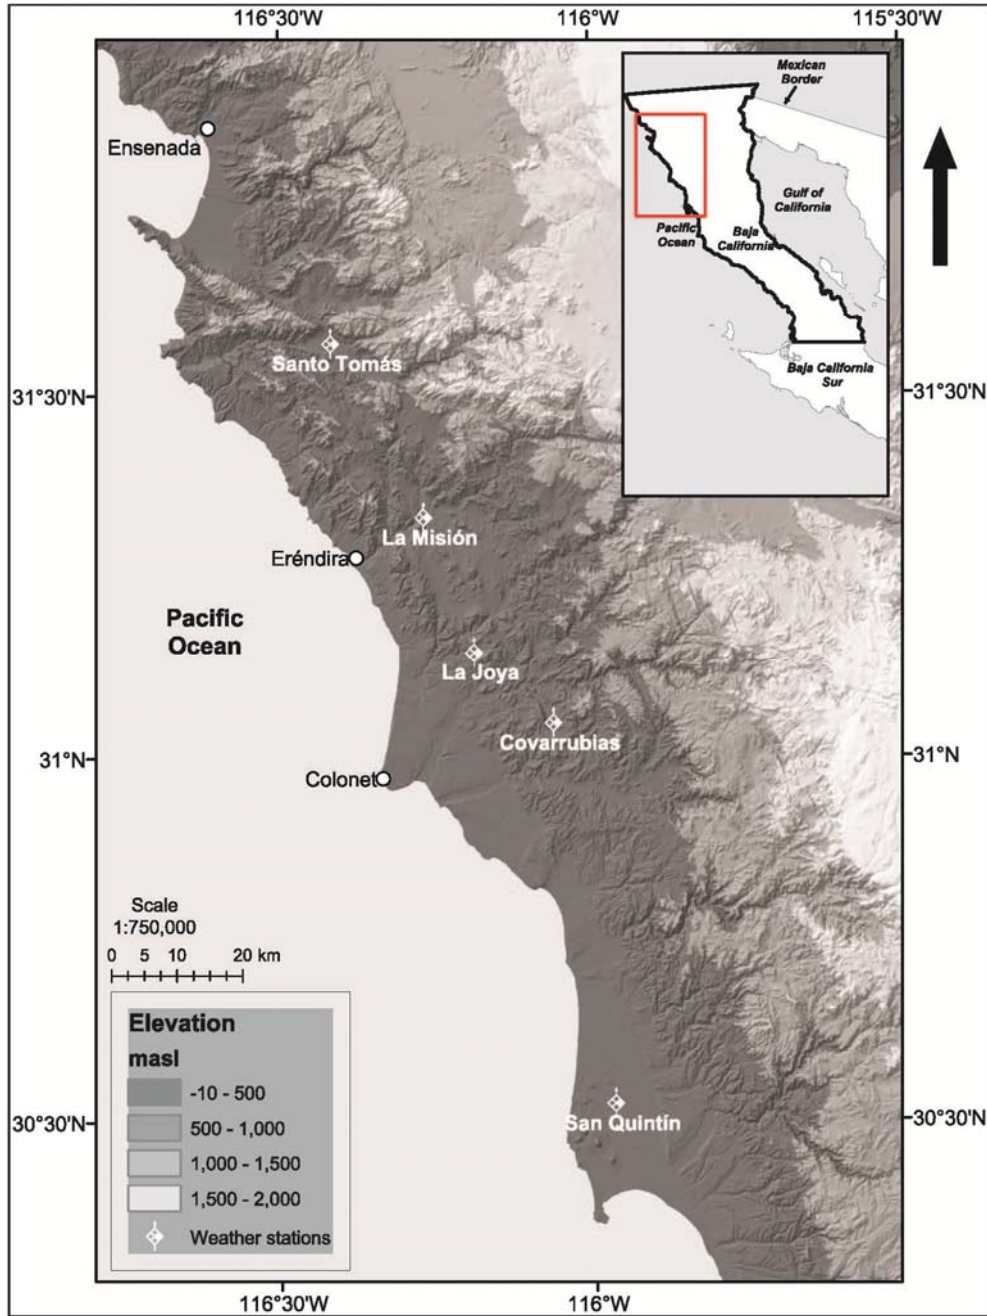 116°30'W
116°W
115°30'W
Mexican
Border
Ensenada
Gulf of
California
Pacific
Ocean
Baja
California
Baja California
Sur
Santo Tomás
31°30'N
31°30'N
La Misión
Eréndira
Pacific
Ocean
La Joya
Covarrubias
31°N
31°N
Colonet
Scale
1:750,000
0 5 10 20 km
Elevation
masl
-10 - 500
500 - 1,000
1,000 - 1,500
1,500 - 2,000
Weather stations
San Quintín
30°30'N
30°30'N
116°30'W
116°W